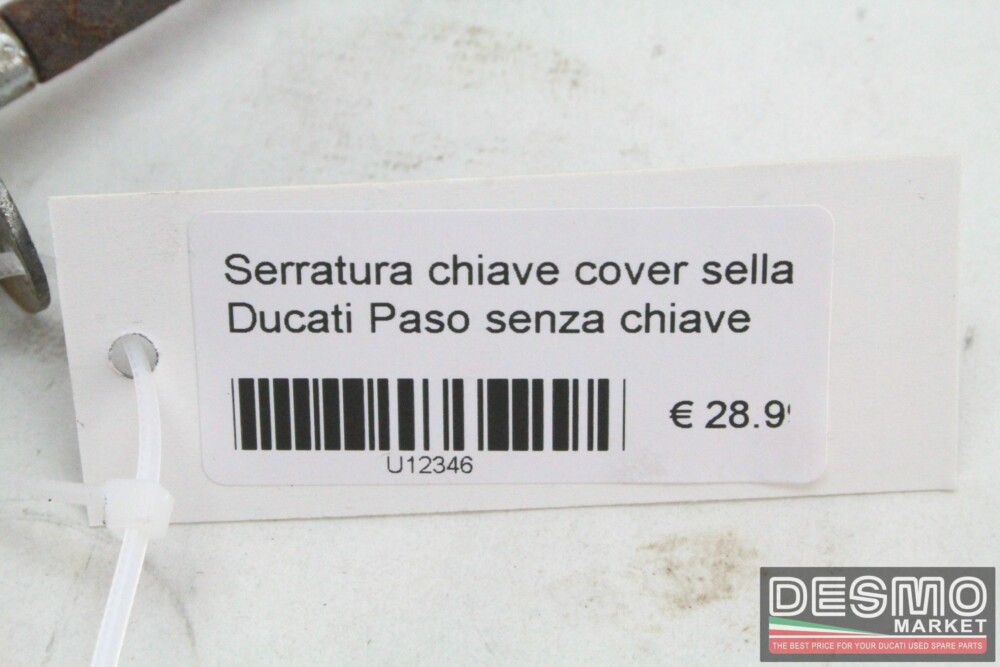 Serratura chiave cover sella
Ducati Paso senza chiave
€ 28.9
U12346
DESMO
MARKET
THE BEST PRICE FOR YOUR DUCATI USED SPARE PARTS